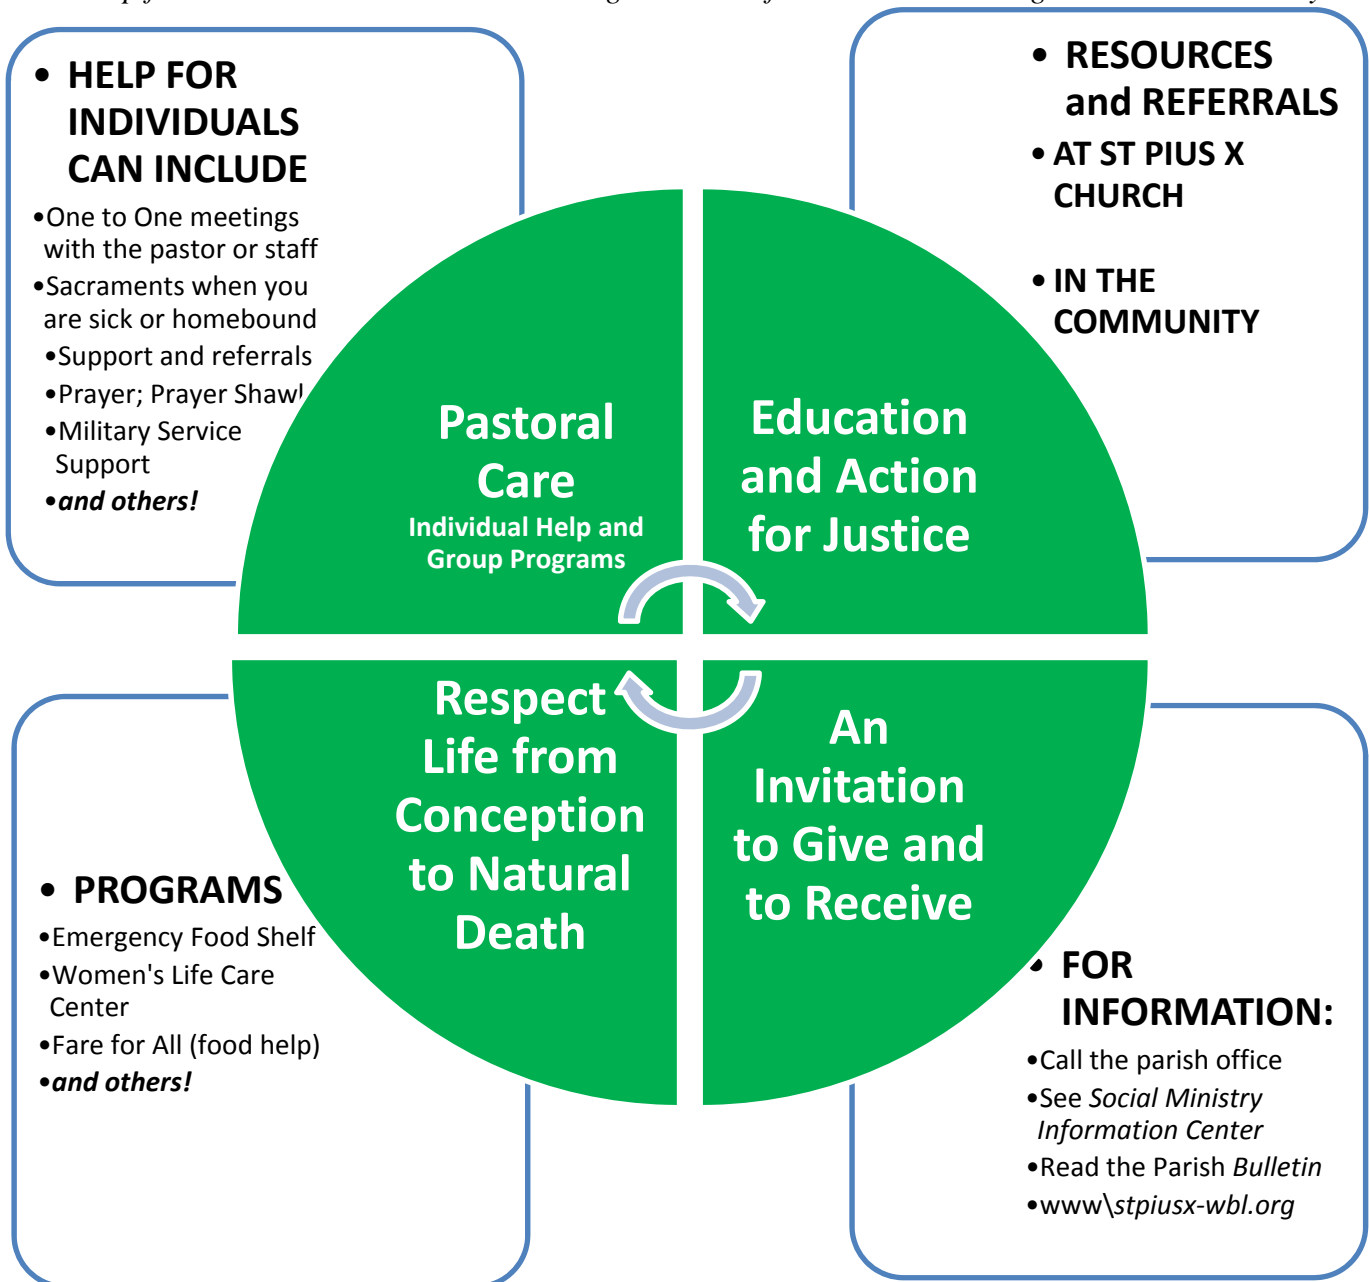 • HELP FOR
INDIVIDUALS
CAN INCLUDE
•One to One meetings
with the pastor or staff
•Sacraments when you
are sick or homebound
•Support and referrals
•Prayer; Prayer Shawl
•Military Service
Support
•and others!
• RESOURCES
and REFERRALS
• AT ST PIUS X
CHURCH
• IN THE
COMMUNITY
Pastoral
Care
Individual Help and
Group Programs
Education
and Action
for Justice
Respect
Life from
Conception
to Natural
Death
An
Invitation
to Give and
to Receive
• PROGRAMS
•Emergency Food Shelf
•Women's Life Care
Center
•Fare for All (food help)
•and others!
• FOR
INFORMATION:
•Call the parish office
•See Social Ministry
Information Center
•Read the Parish Bulletin
•www\stpiusx-wbl.org